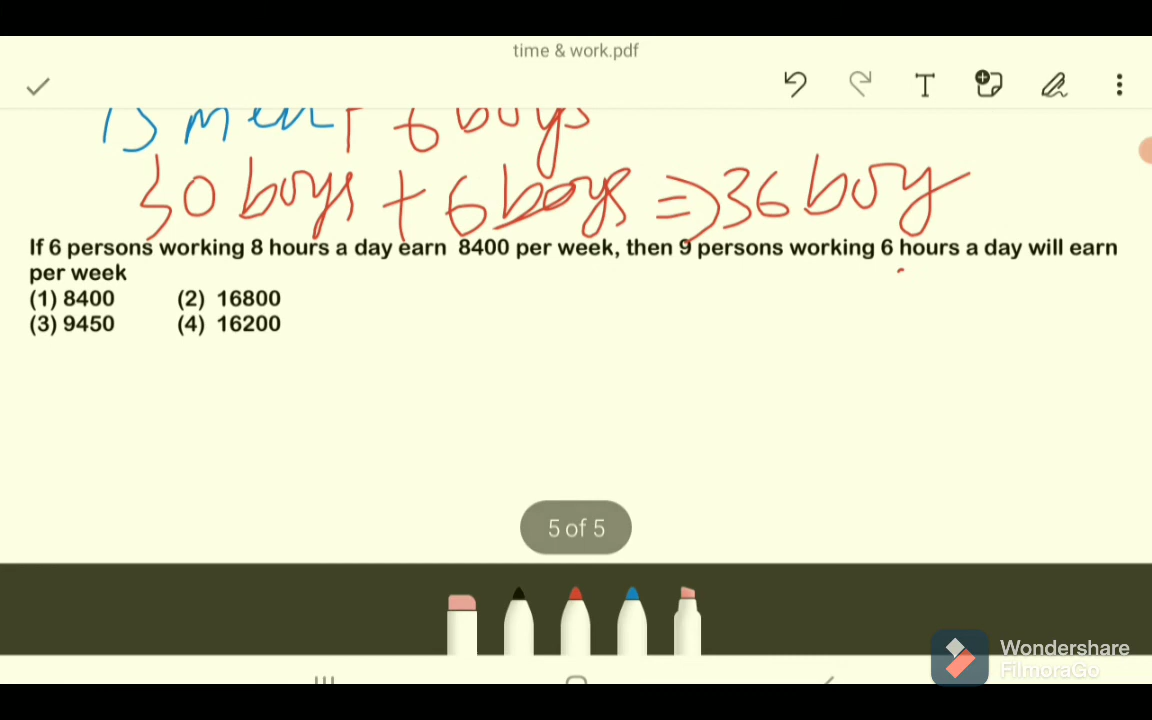 time & work.pdf
15 men + 6 boys
30 boys + 6 boys => 36 boy
If 6 persons working 8 hours a day earn 8400 per week, then 9 persons working 6 hours a day will earn
per week
(1) 8400 (2) 16800
(3) 9450 (4) 16200
5 of 5
Wondershare
FilmoraGo